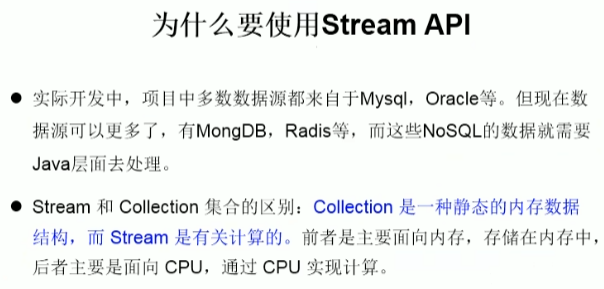 为什么要使用Stream API
● 实际开发中，项目中多数数据源都来自于Mysql，Oracle等。但现在数
据源可以更多了，有MongDB，Radis等，而这些NoSQL的数据就需要
Java层面去处理。
● Stream 和 Collection 集合的区别：Collection 是一种静态的内存数据
结构，而 Stream 是有关计算的。前者是主要面向内存，存储在内存中，
后者主要是面向 CPU，通过 CPU 实现计算。